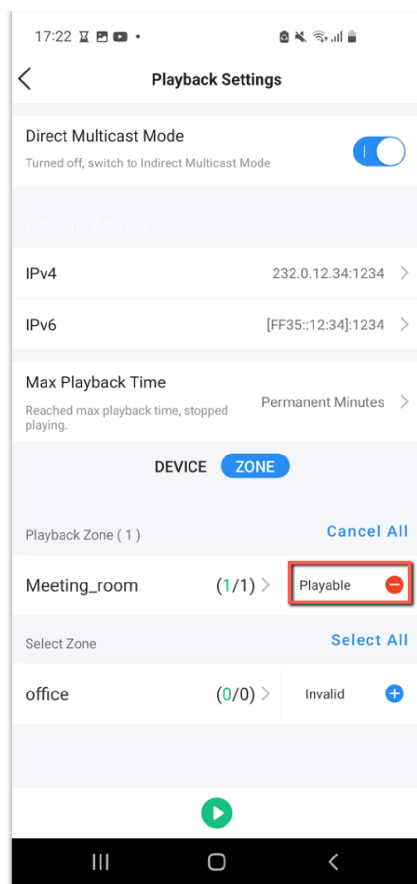 17:22
Playback Settings
Direct Multicast Mode
Turned off, switch to Indirect Multicast Mode
Listening Address
IPv4 232.0.12.34:1234
IPv6 [FF35::12:34]:1234
Max Playback Time
Permanent Minutes
Reached max playback time, stopped
playing.
DEVICE ZONE
Playback Zone ( 1 ) Cancel All
Meeting_room (1/1) Playable
Select Zone Select All
office (0/0) Invalid